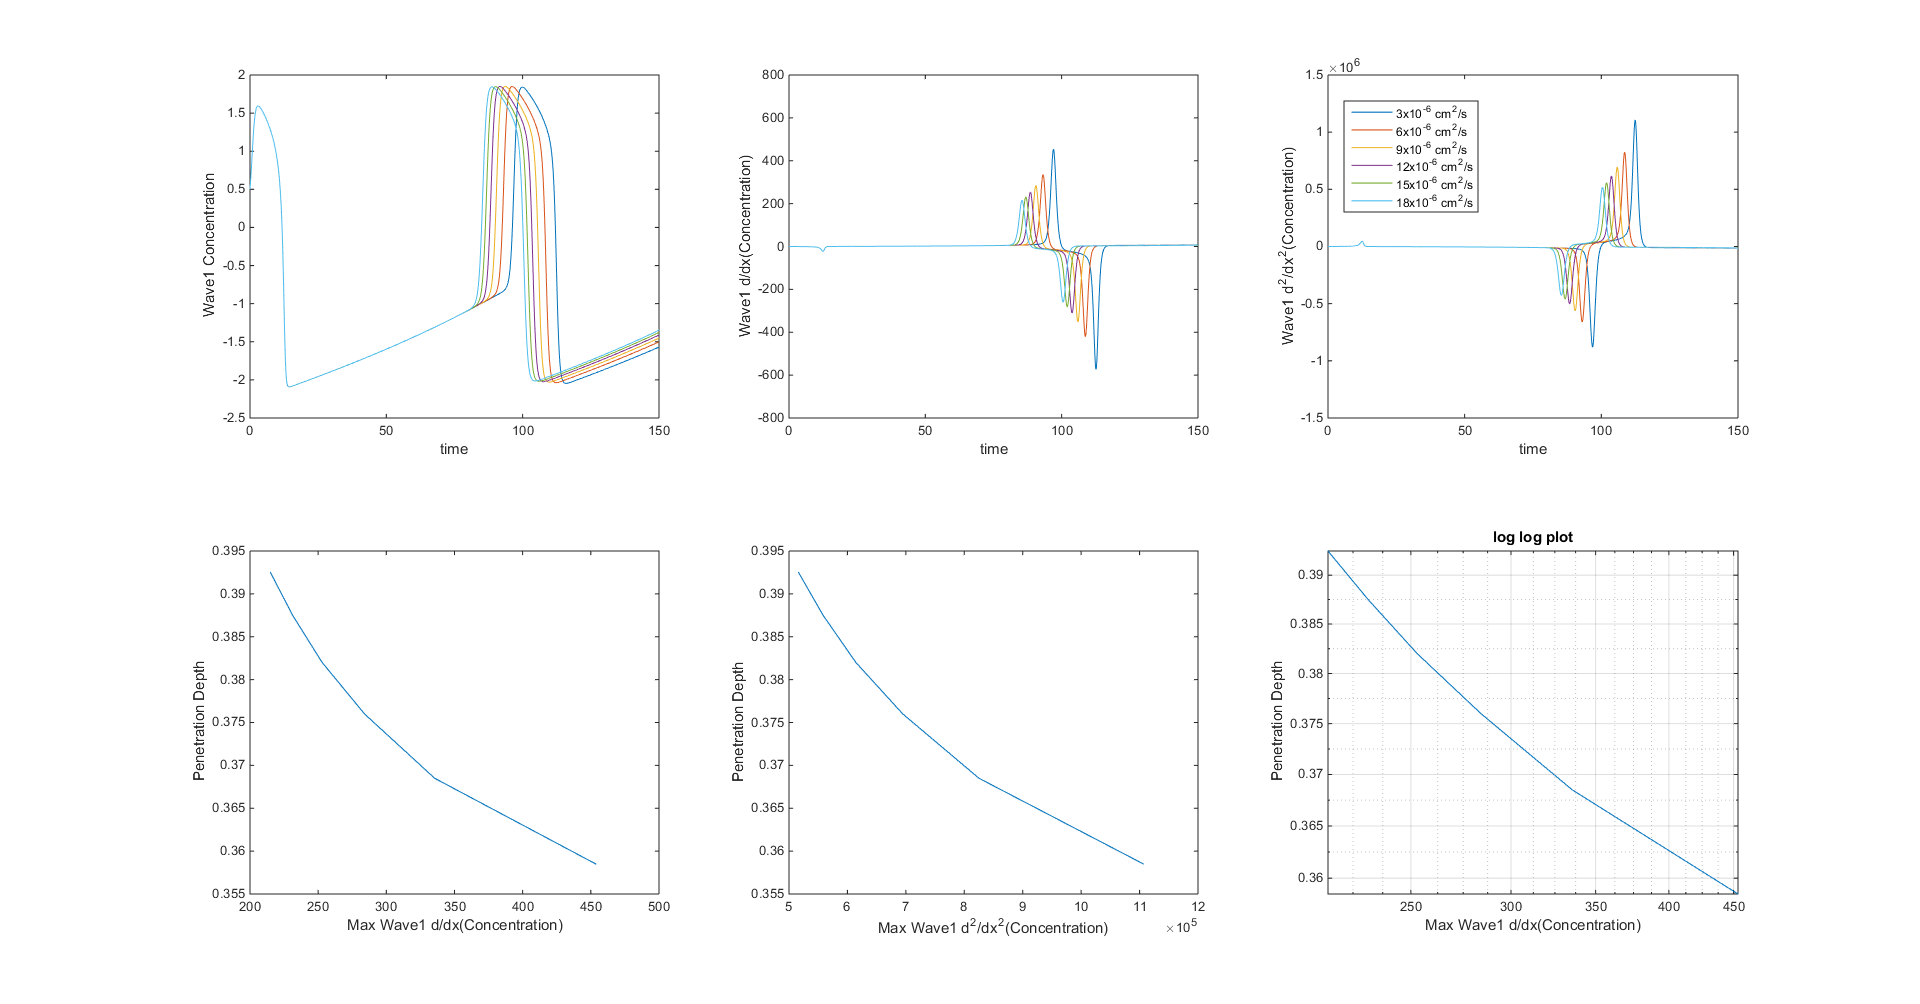 2
1.5
1
0.5
0
-0.5
-1
-1.5
-2
-2.5
0 50 100 150
time
Wave1 Concentration
800
600
400
200
0
-200
-400
-600
-800
0 50 100 150
time
Wave1 d/dx(Concentration)
×10^6
1.5
1
0.5
0
-0.5
-1
-1.5
0 50 100 150
time
Wave1 d^2/dx^2(Concentration)
3x10^-6 cm^2/s
6x10^-6 cm^2/s
9x10^-6 cm^2/s
12x10^-6 cm^2/s
15x10^-6 cm^2/s
18x10^-6 cm^2/s
0.395
0.39
0.385
0.38
0.375
0.37
0.365
0.36
0.355
200 250 300 350 400 450 500
Max Wave1 d/dx(Concentration)
Penetration Depth
0.395
0.39
0.385
0.38
0.375
0.37
0.365
0.36
0.355
5 6 7 8 9 10 11 12
Max Wave1 d^2/dx^2(Concentration)
×10^5
Penetration Depth
log log plot
0.39
0.385
0.38
0.375
0.37
0.365
0.36
250 300 350 400 450
Max Wave1 d/dx(Concentration)
Penetration Depth